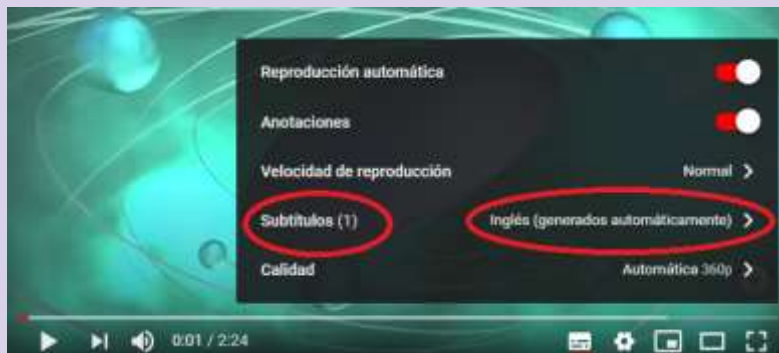 Reproducción automática
Anotaciones
Velocidad de reproducción Normal
Subtítulos (1) Inglés (generados automáticamente)
Calidad Automática 360p
0:01 / 2:24